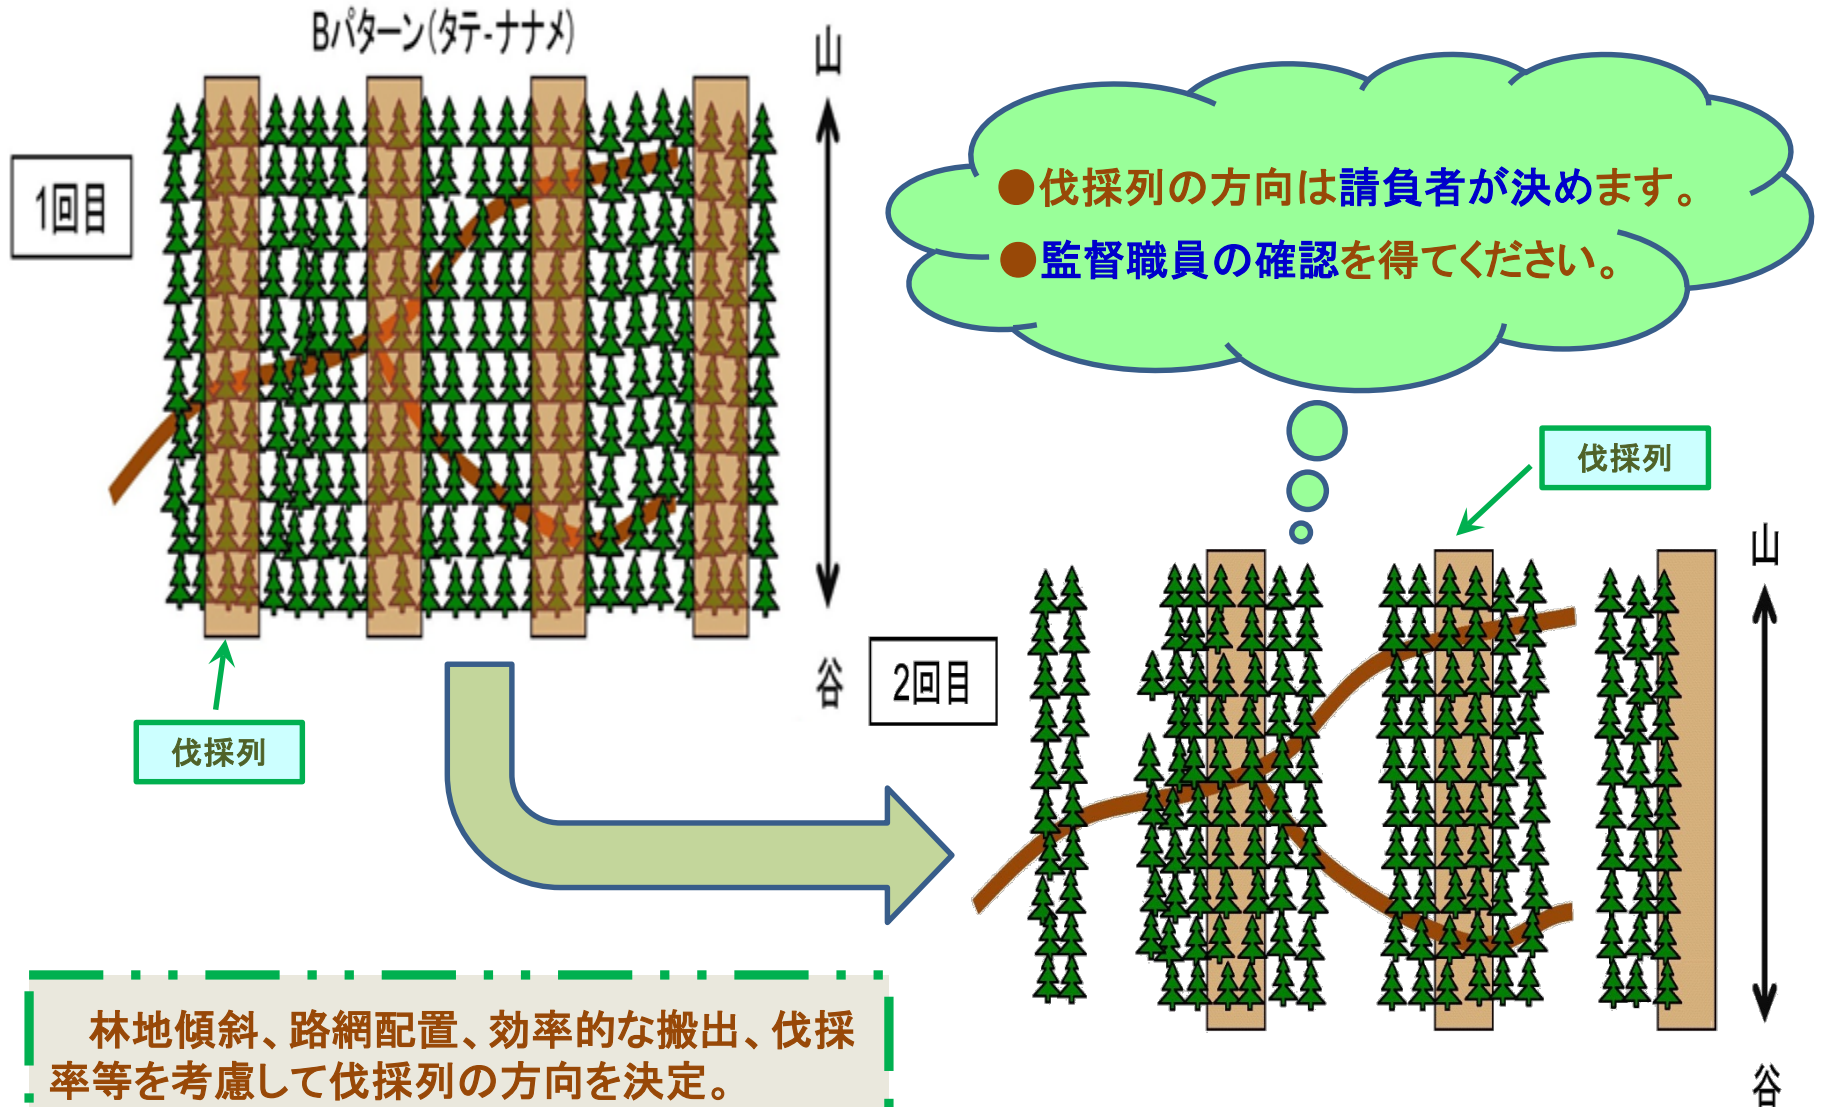 Bパターン(タテ-ナナメ)
山
1回目
●伐採列の方向は請負者が決めます。
●監督職員の確認を得てください。
伐採列
山
谷
2回目
伐採列
林地傾斜、路網配置、効率的な搬出、伐採
率等を考慮して伐採列の方向を決定。
谷